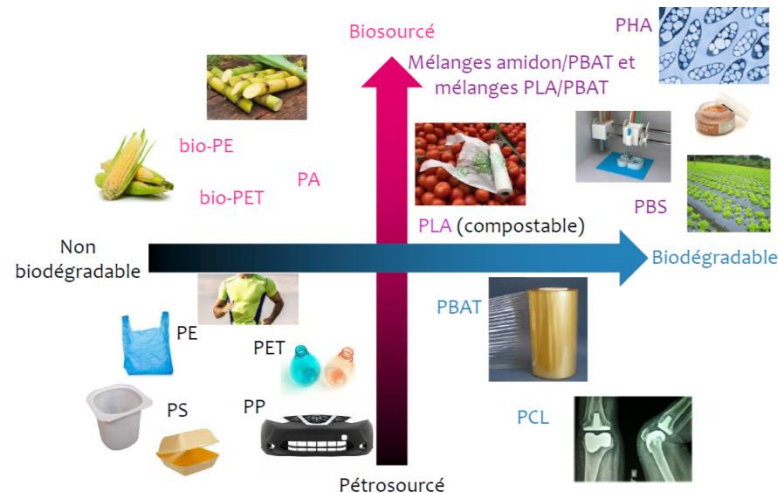 Biosourcé
PHA
Mélanges amidon/PBAT et
mélanges PLA/PBAT
bio-PE
PA
bio-PET
PBS
PLA (compostable)
Non
biodégradable
Biodégradable
PE
PBAT
PET
PS
PP
PCL
Pétrosourcé